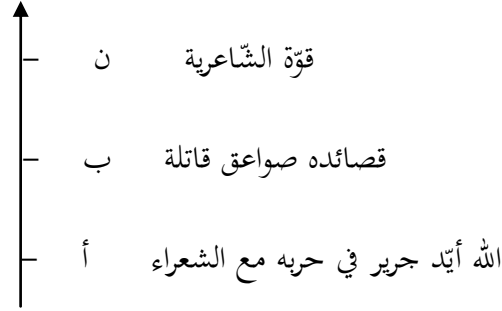 قوّة الشّاعرية ن
قصائده صواعق قاتلة ب
الله أيّد جرير في حربه مع الشعراء أ